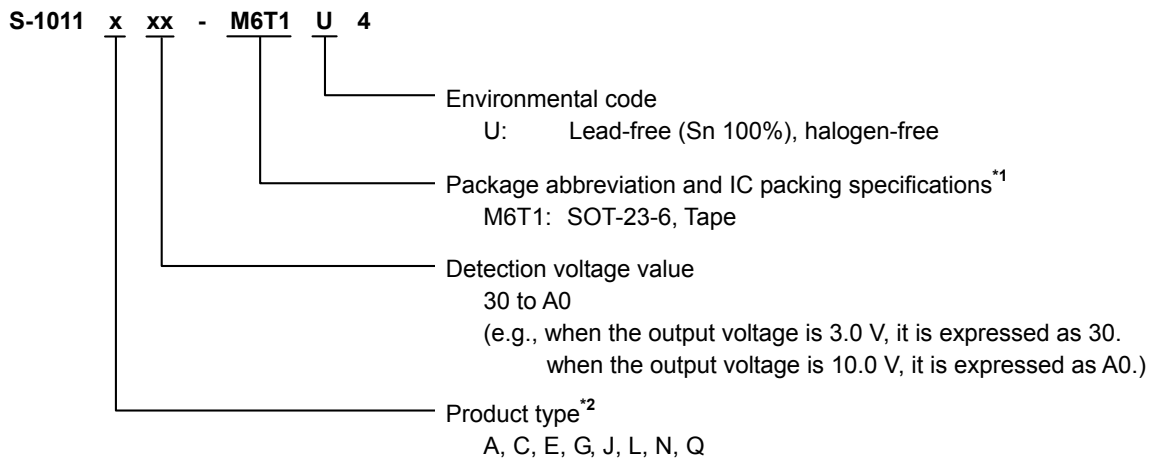 S-1011 x xx - M6T1 U 4
Environmental code
U: Lead-free (Sn 100%), halogen-free
Package abbreviation and IC packing specifications*1
M6T1: SOT-23-6, Tape
Detection voltage value
30 to A0
(e.g., when the output voltage is 3.0 V, it is expressed as 30.
when the output voltage is 10.0 V, it is expressed as A0.)
Product type*2
A, C, E, G, J, L, N, Q